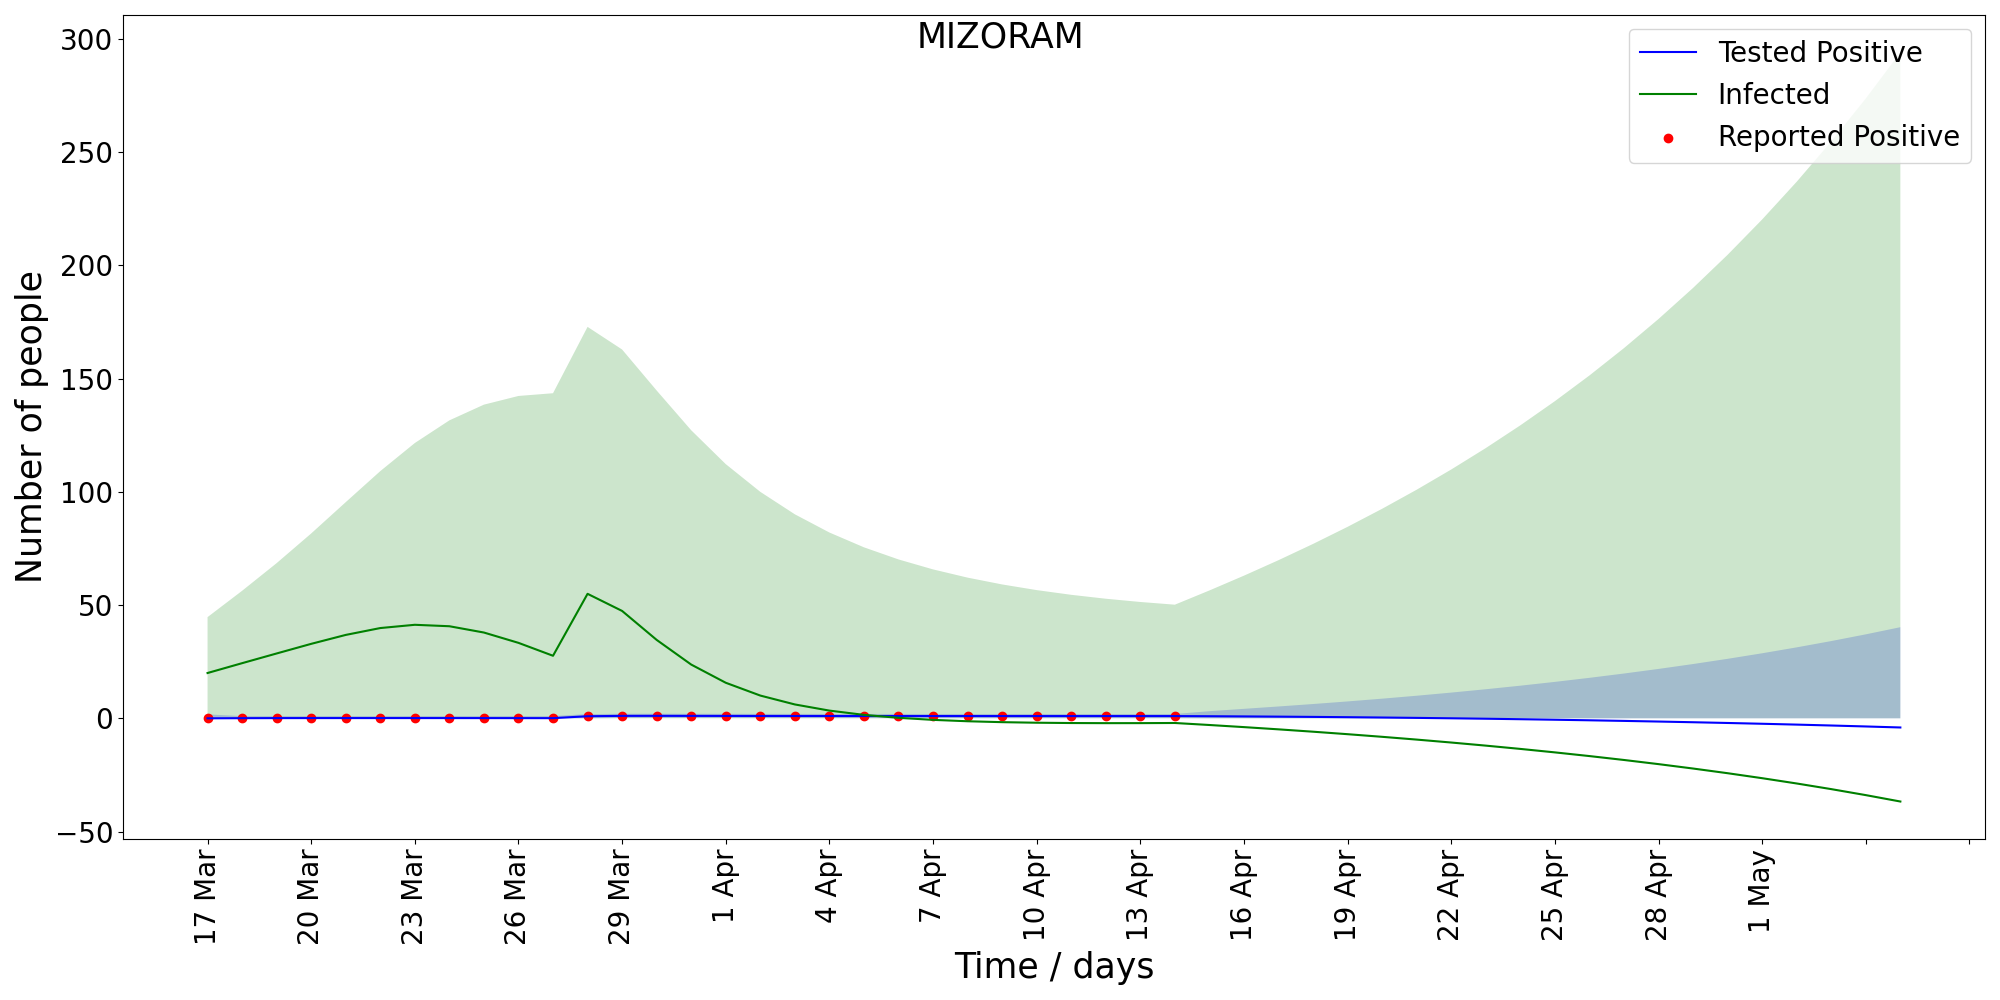 MIZORAM
Tested Positive
Infected
Reported Positive
Number of people
300
250
200
150
100
50
0
−50
17 Mar
20 Mar
23 Mar
26 Mar
29 Mar
1 Apr
4 Apr
7 Apr
10 Apr
13 Apr
16 Apr
19 Apr
22 Apr
25 Apr
28 Apr
1 May
Time / days